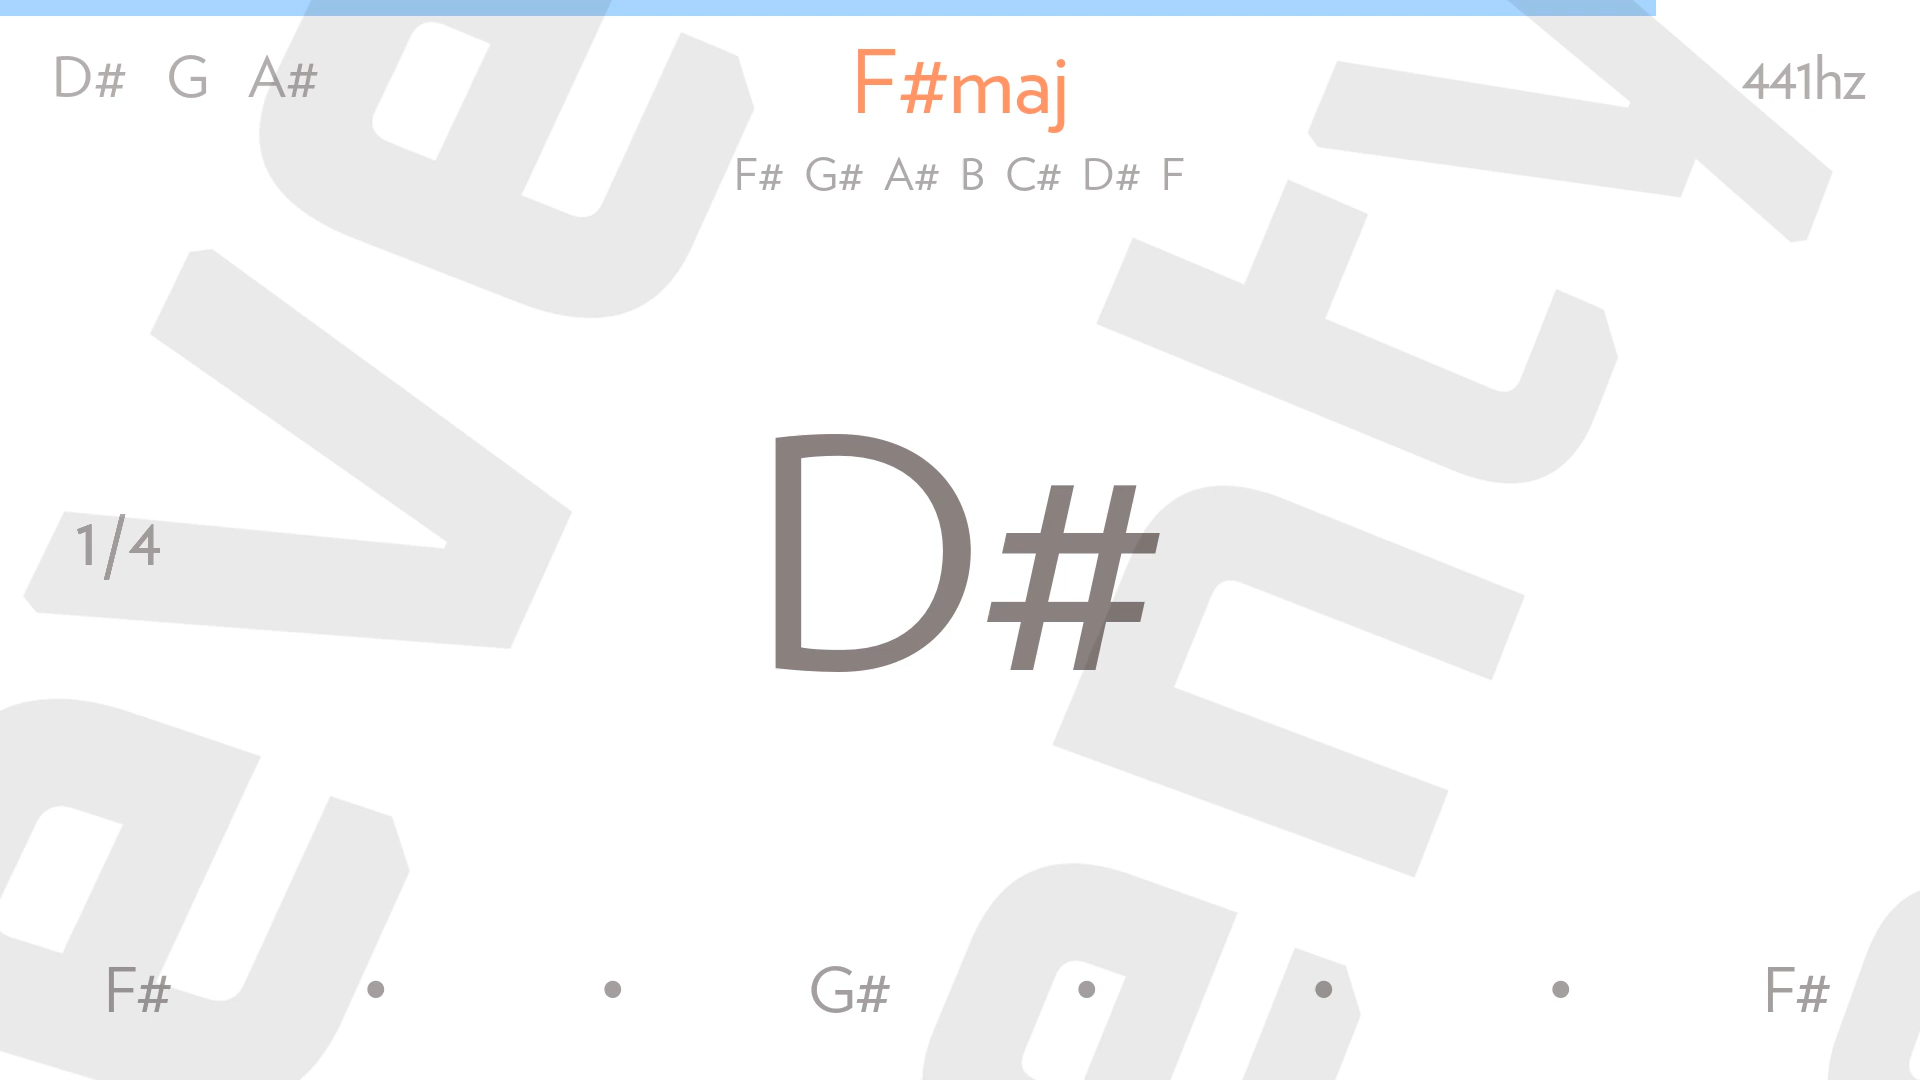 D# G A#
F#maj
441hz
F# G# A# B C# D# F
D#
1/4
F# • • G# • • • F#